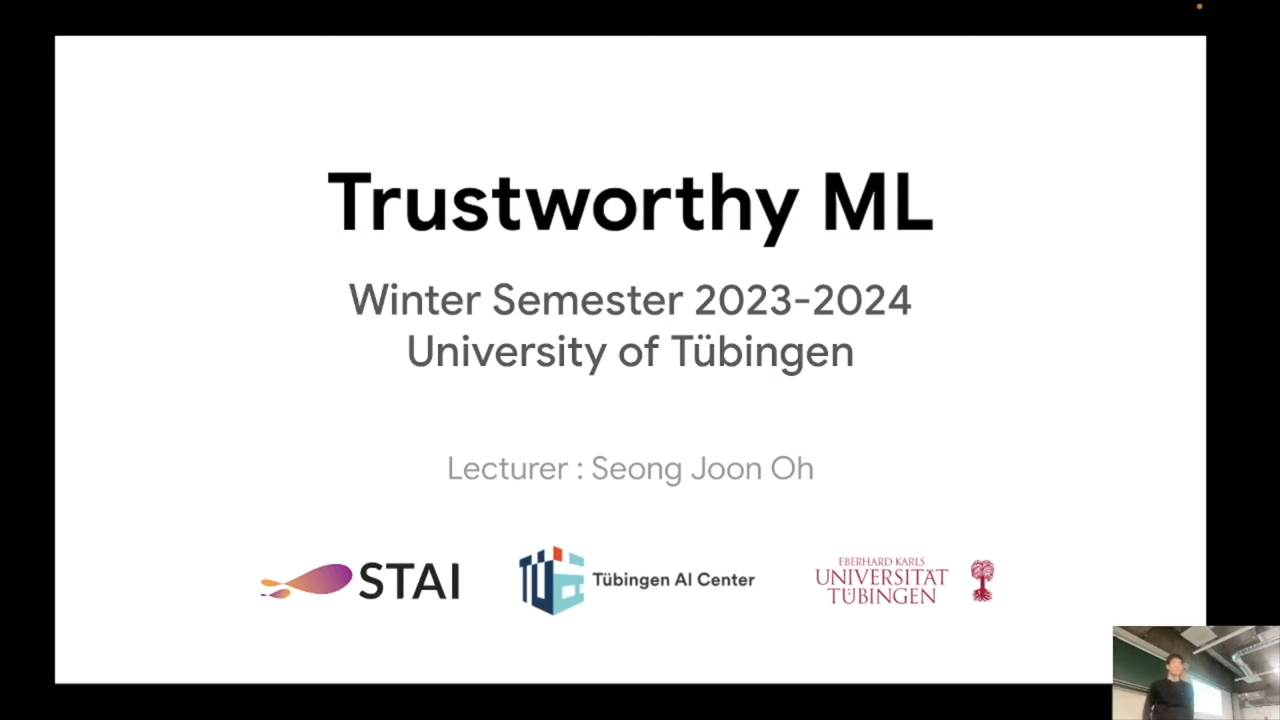 Trustworthy ML
Winter Semester 2023-2024
University of Tübingen
Lecturer : Seong Joon Oh
STAI
Tübingen AI Center
EBERHARD KARLS
UNIVERSITÄT
TÜBINGEN